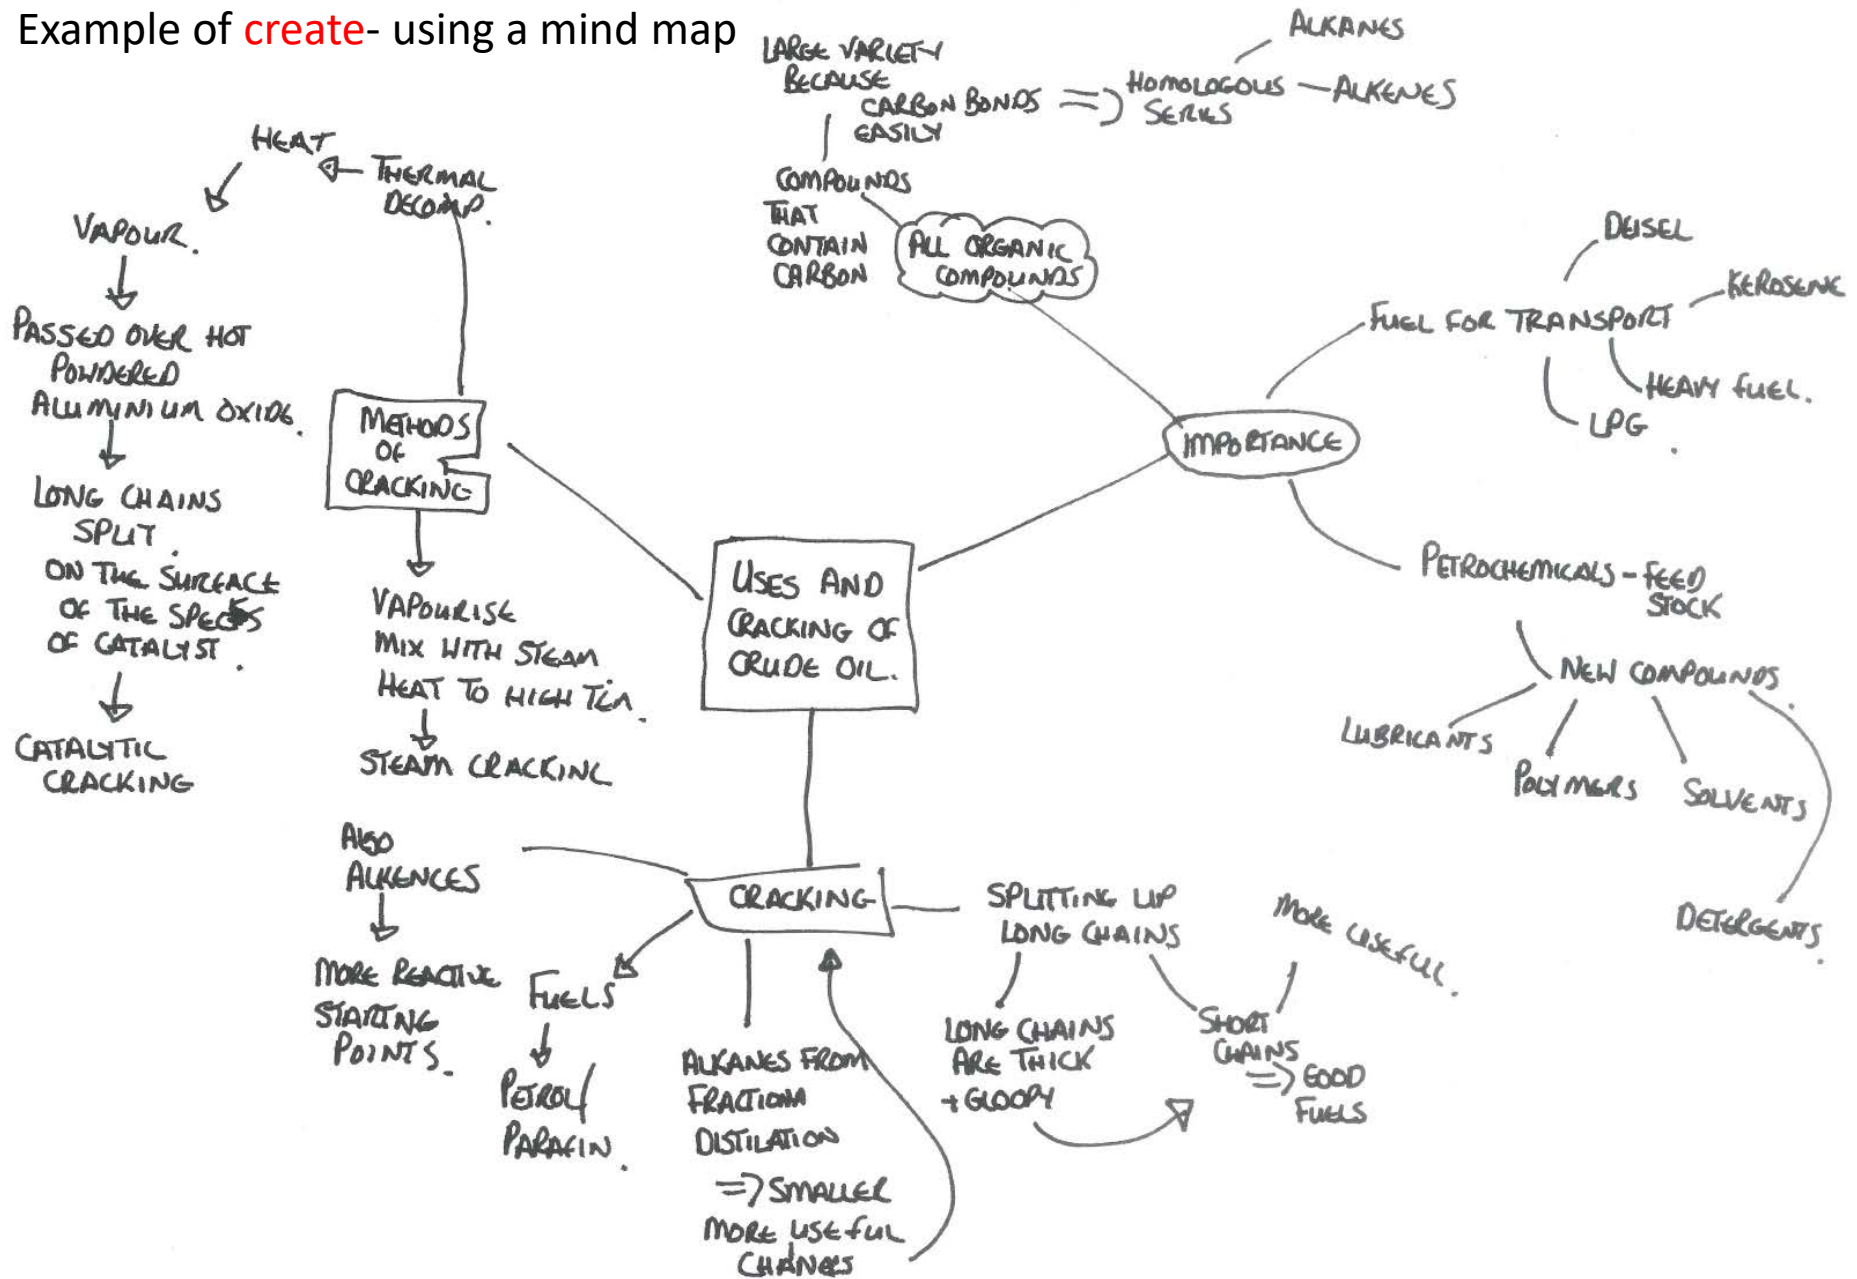 Example of create- using a mind map
LARGE VARIETY
BECAUSE
CARBON BONDS
EASILY
HOMOLOGOUS
SERIES
ALKANES
ALKENES
COMPOUNDS
THAT
CONTAIN
CARBON
ALL ORGANIC
COMPOUNDS
HEAT
THERMAL
DECOMP.
VAPOUR.
PASSED OVER HOT
POWDERED
ALUMINIUM OXIDE.
LONG CHAINS
SPLIT.
ON THE SURFACE
OF THE
OF CATALYST.
CATALYTIC
CRACKING
METHODS
OF
CRACKING
VAPOURISE
MIX WITH STEAM.
HEAT TO HIGH TEM.
STEAM CRACKING
IMPORTANCE
FUEL FOR TRANSPORT
DEISEL
KEROSENE
HEAVY FUEL.
LPG.
PETROCHEMICALS - FEED
STOCK
NEW COMPOUNDS.
LUBRICANTS
POLYMERS
SOLVENTS
DETERGENTS.
USES AND
CRACKING OF
CRUDE OIL.
CRACKING
ALSO
ALKENCES
MORE REACTIVE
STARTING
POINTS.
FUELS
PETROL/
PARAFIN.
ALKANES FROM
FRACTIONA
DISTILATION
=> SMALLER
MORE USEFUL
SPLITTING UP
LONG CHAINS
LONG CHAINS
ARE THICK
+ GLOOPY
SHORT
CHAINS
=> GOOD
FUELS
MORE USEFUL.